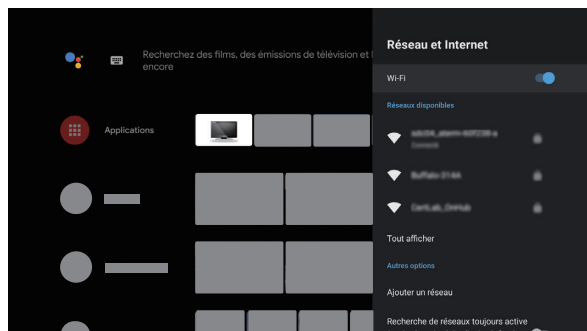 Recherchez des films, des émissions de télévision et
encore
Applications
Réseau et Internet
Wi-Fi
Réseaux disponibles
Buffalo-314A
Tout afficher
Autres options
Ajouter un réseau
Recherche de réseaux toujours active